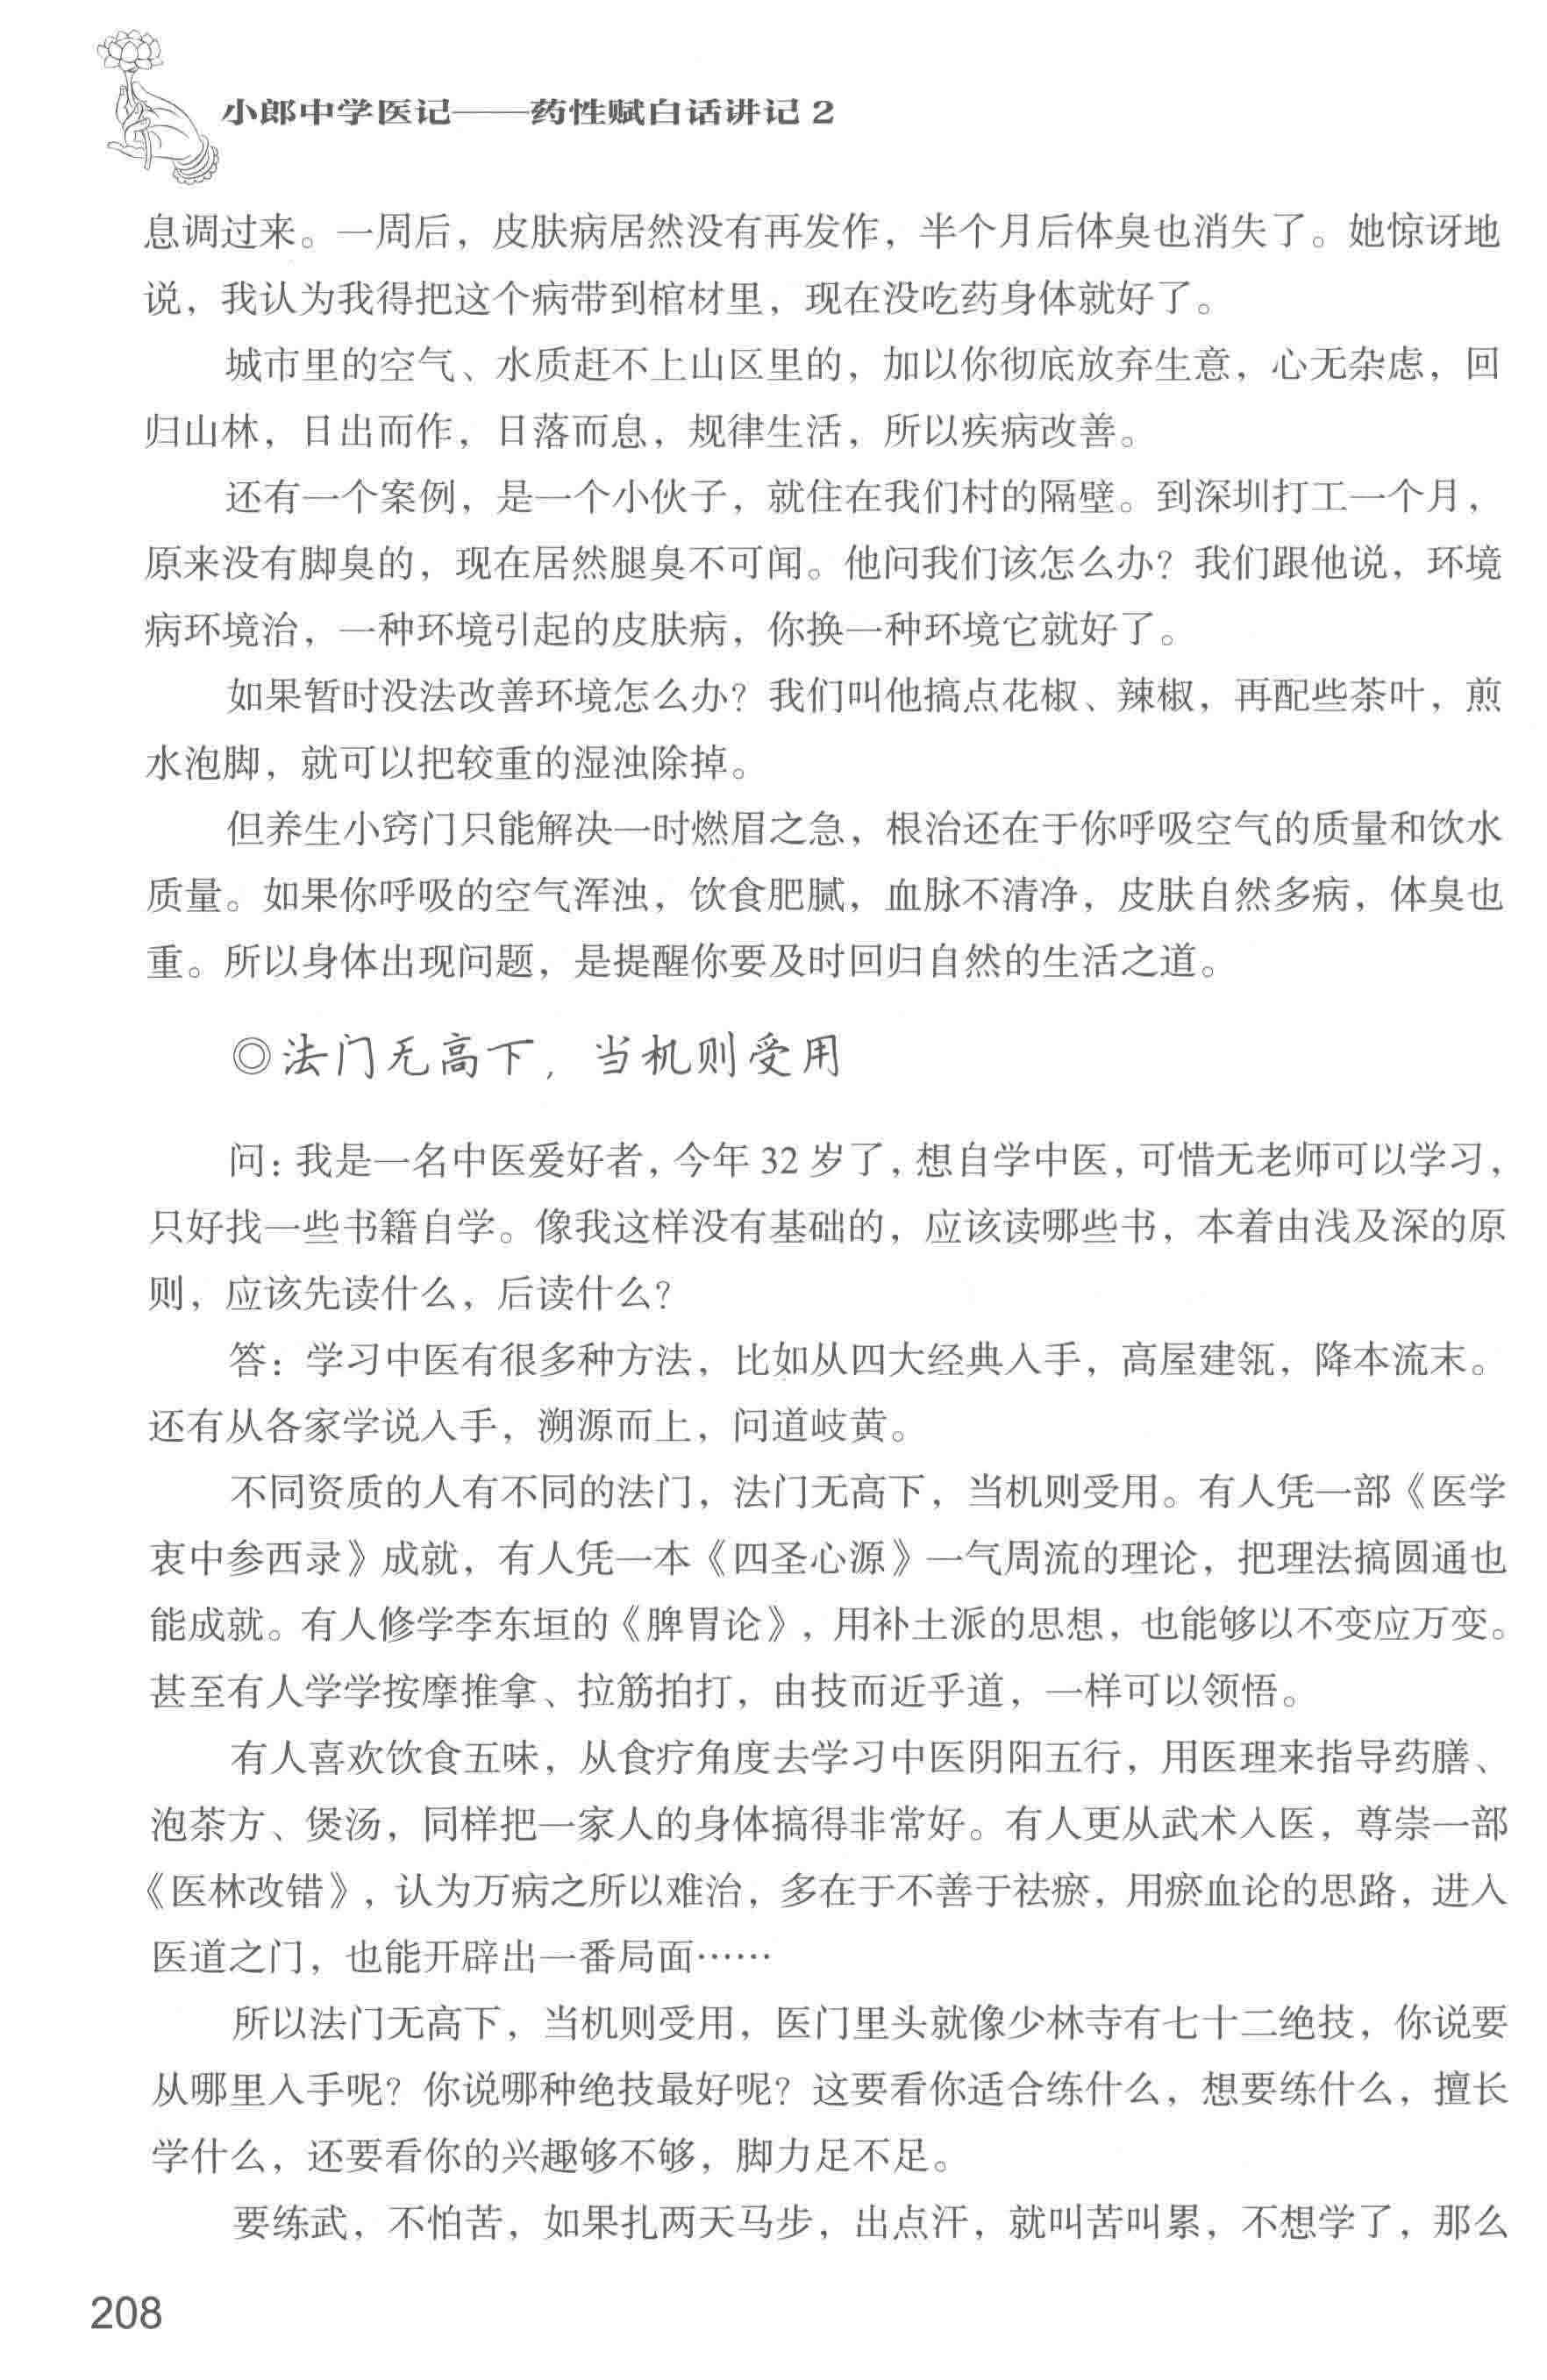 小郎中学医记——药性赋白话讲记 2
息调过来。一周后，皮肤病居然没有再发作，半个月后体臭也消失了。她惊讶地
说，我认为我得把这个病带到棺材里，现在没吃药身体就好了。
城市里的空气、水质赶不上山区里的，加以你彻底放弃生意，心无杂虑，回
归山林，日出而作，日落而息，规律生活，所以疾病改善。
还有一个案例，是一个小伙子，就住在我们村的隔壁。到深圳打工一个月，
原来没有脚臭的，现在居然腿臭不可闻。他问我们该怎么办？我们跟他说，环境
病环境治，一种环境引起的皮肤病，你换一种环境它就好了。
如果暂时没法改善环境怎么办？我们叫他搞点花椒、辣椒，再配些茶叶，煎
水泡脚，就可以把较重的湿浊除掉。
但养生小窍门只能解决一时燃眉之急，根治还在于你呼吸空气的质量和饮水
质量。如果你呼吸的空气浑浊，饮食肥腻，血脉不清净，皮肤自然多病，体臭也
重。所以身体出现问题，是提醒你要及时回归自然的生活之道。
◎法门无高下，当机则受用
问：我是一名中医爱好者，今年 32 岁了，想自学中医，可惜无老师可以学习，
只好找一些书籍自学。像我这样没有基础的，应该读哪些书，本着由浅及深的原
则，应该先读什么，后读什么？
答：学习中医有很多种方法，比如从四大经典入手，高屋建瓴，降本流末。
还有从各家学说入手，溯源而上，问道岐黄。
不同资质的人有不同的法门，法门无高下，当机则受用。有人凭一部《医学
衷中参西录》成就，有人凭一本《四圣心源》一气周流的理论，把理法搞圆通也
能成就。有人修学李东垣的《脾胃论》，用补土派的思想，也能够以不变应万变。
甚至有人学学按摩推拿、拉筋拍打，由技而近乎道，一样可以领悟。
有人喜欢饮食五味，从食疗角度去学习中医阴阳五行，用医理来指导药膳、
泡茶方、煲汤，同样把一家人的身体搞得非常好。有人更从武术入医，尊崇一部
《医林改错》，认为万病之所以难治，多在于不善于祛瘀，用瘀血论的思路，进入
医道之门，也能开辟出一番局面……
所以法门无高下，当机则受用，医门里头就像少林寺有七十二绝技，你说要
从哪里入手呢？你说哪种绝技最好呢？这要看你适合练什么，想要练什么，擅长
学什么，还要看你的兴趣够不够，脚力足不足。
要练武，不怕苦，如果扎两天马步，出点汗，就叫苦叫累，不想学了，那么
208